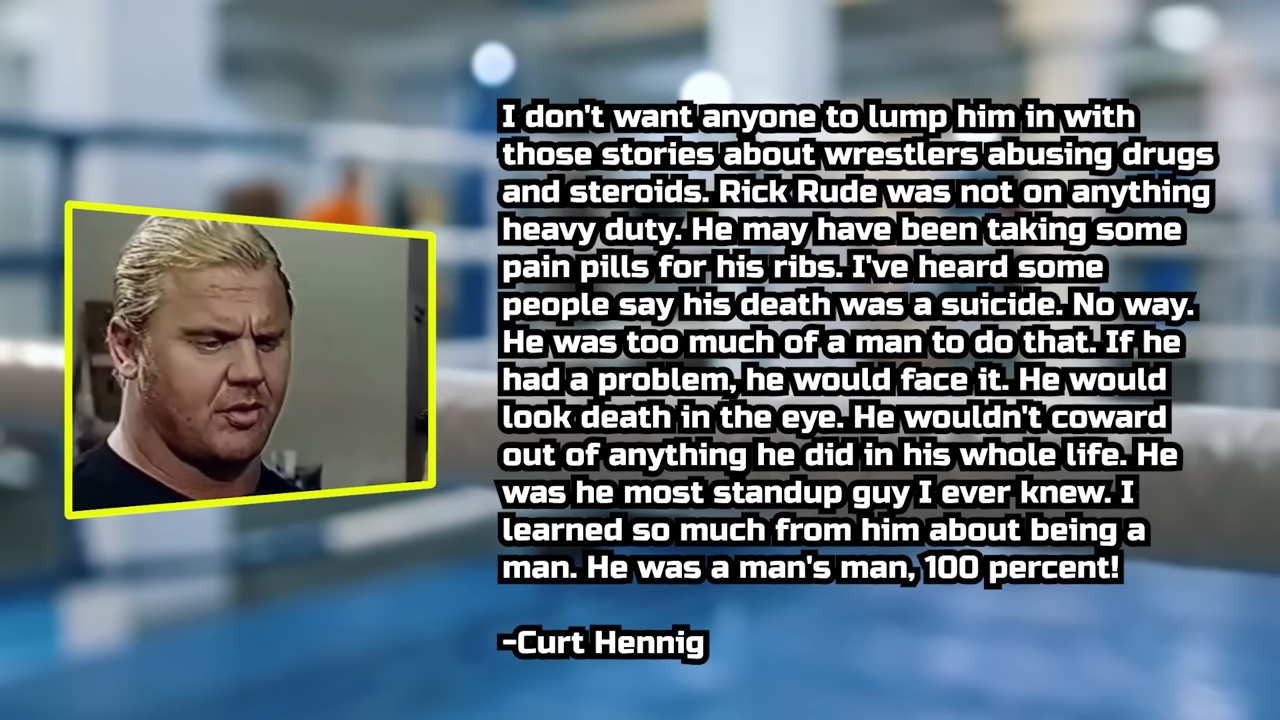 I don't want anyone to lump him in with
those stories about wrestlers abusing drugs
and steroids. Rick Rude was not on anything
heavy duty. He may have been taking some
pain pills for his ribs. I've heard some
people say his death was a suicide. No way.
He was too much of a man to do that. If he
had a problem, he would face it. He would
look death in the eye. He wouldn't coward
out of anything he did in his whole life. He
was he most standup guy I ever knew. I
learned so much from him about being a
man. He was a man's man, 100 percent!
-Curt Hennig